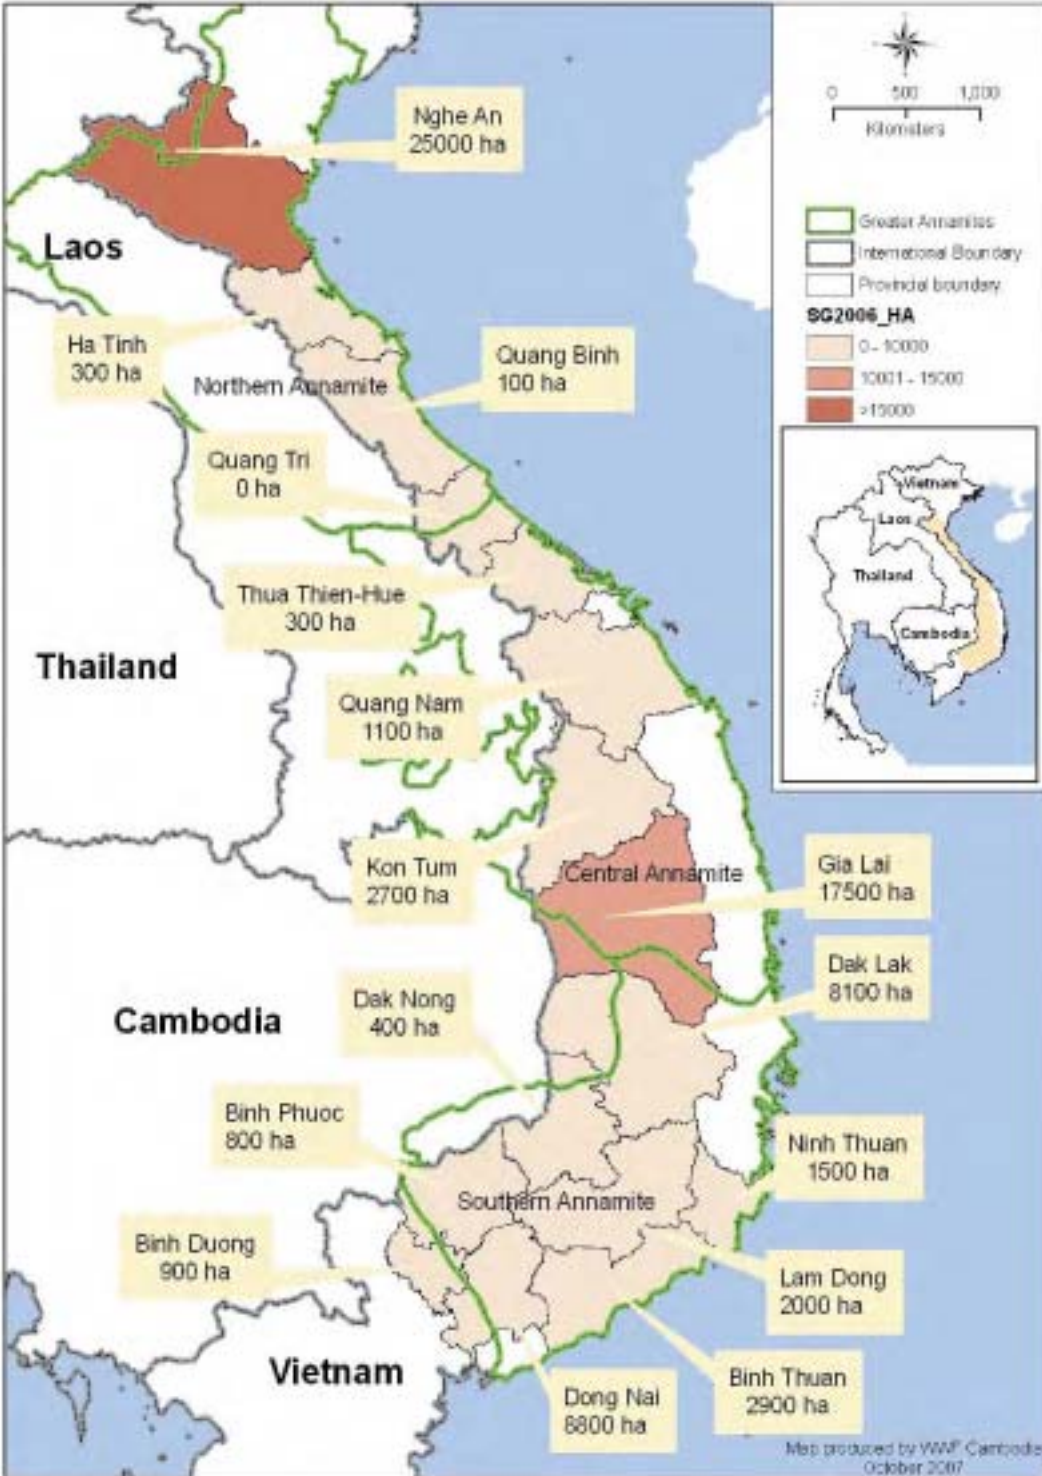 Nghe An
25000 ha
0 500 1,000
Kilometers
Greater Annamites
International Boundary
Provincial boundary
SG2006_HA
0 - 10000
10001 - 15000
>15000
Laos
Ha Tinh
300 ha
Quang Binh
100 ha
Northern Annamite
Quang Tri
0 ha
Vietnam
Laos
Thailand
Cambodia
Thua Thien-Hue
300 ha
Thailand
Quang Nam
1100 ha
Kon Tum
2700 ha
Central Annamite
Gia Lai
17500 ha
Dak Lak
8100 ha
Dak Nong
400 ha
Cambodia
Binh Phuoc
800 ha
Ninh Thuan
1500 ha
Southern Annamite
Binh Duong
900 ha
Lam Dong
2000 ha
Vietnam
Dong Nai
8800 ha
Binh Thuan
2900 ha
Map produced by WWF Cambodia
October 2007